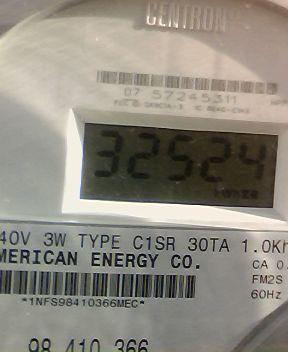 CENTRON
07 57245311
32524
40V 3W TYPE C1SR 30TA 1.0Kh
MERICAN ENERGY CO.
CA 0.
FM2S
60Hz
*1NFS98410366MEC*
98 410 366